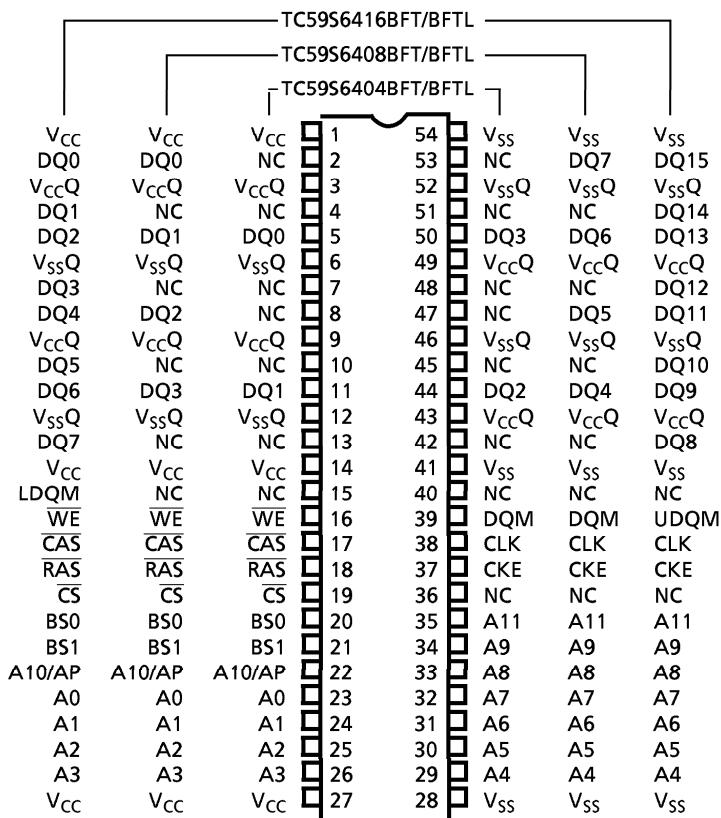 TC59S6416BFT/BFTL
TC59S6408BFT/BFTL
TC59S6404BFT/BFTL
VCC VCC VCC 1 54 VSS VSS VSS
DQ0 DQ0 NC 2 53 NC DQ7 DQ15
VCCQ VCCQ VCCQ 3 52 VSSQ VSSQ VSSQ
DQ1 NC NC 4 51 NC NC DQ14
DQ2 DQ1 DQ0 5 50 DQ3 DQ6 DQ13
VSSQ VSSQ VSSQ 6 49 VCCQ VCCQ VCCQ
DQ3 NC NC 7 48 NC NC DQ12
DQ4 DQ2 NC 8 47 NC DQ5 DQ11
VCCQ VCCQ VCCQ 9 46 VSSQ VSSQ VSSQ
DQ5 NC NC 10 45 NC NC DQ10
DQ6 DQ3 DQ1 11 44 DQ2 DQ4 DQ9
VSSQ VSSQ VSSQ 12 43 VCCQ VCCQ VCCQ
DQ7 NC NC 13 42 NC NC DQ8
VCC VCC VCC 14 41 VSS VSS VSS
LDQM NC NC 15 40 NC NC NC
WE WE WE 16 39 DQM DQM UDQM
CAS CAS CAS 17 38 CLK CLK CLK
RAS RAS RAS 18 37 CKE CKE CKE
CS CS CS 19 36 NC NC NC
BS0 BS0 BS0 20 35 A11 A11 A11
BS1 BS1 BS1 21 34 A9 A9 A9
A10/AP A10/AP A10/AP 22 33 A8 A8 A8
A0 A0 A0 23 32 A7 A7 A7
A1 A1 A1 24 31 A6 A6 A6
A2 A2 A2 25 30 A5 A5 A5
A3 A3 A3 26 29 A4 A4 A4
VCC VCC VCC 27 28 VSS VSS VSS